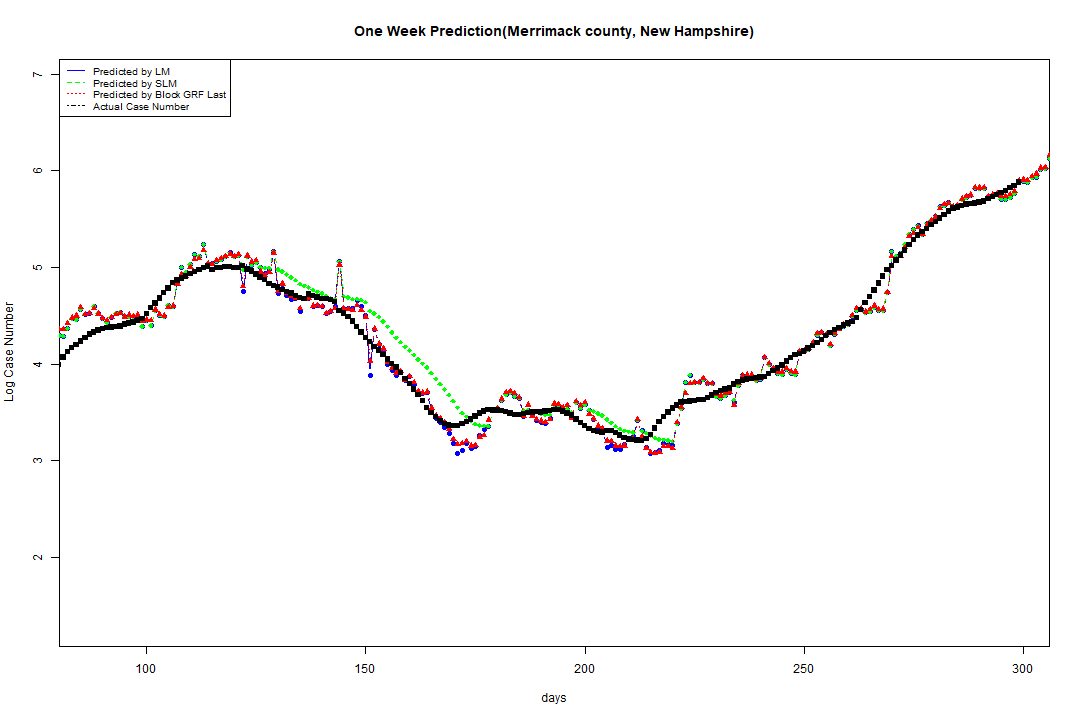 One Week Prediction(Merrimack county, New Hampshire)
Predicted by LM
Predicted by SLM
Predicted by Block GRF Last
Actual Case Number
7
6
5
4
3
2
Log Case Number
100
150
200
250
300
days